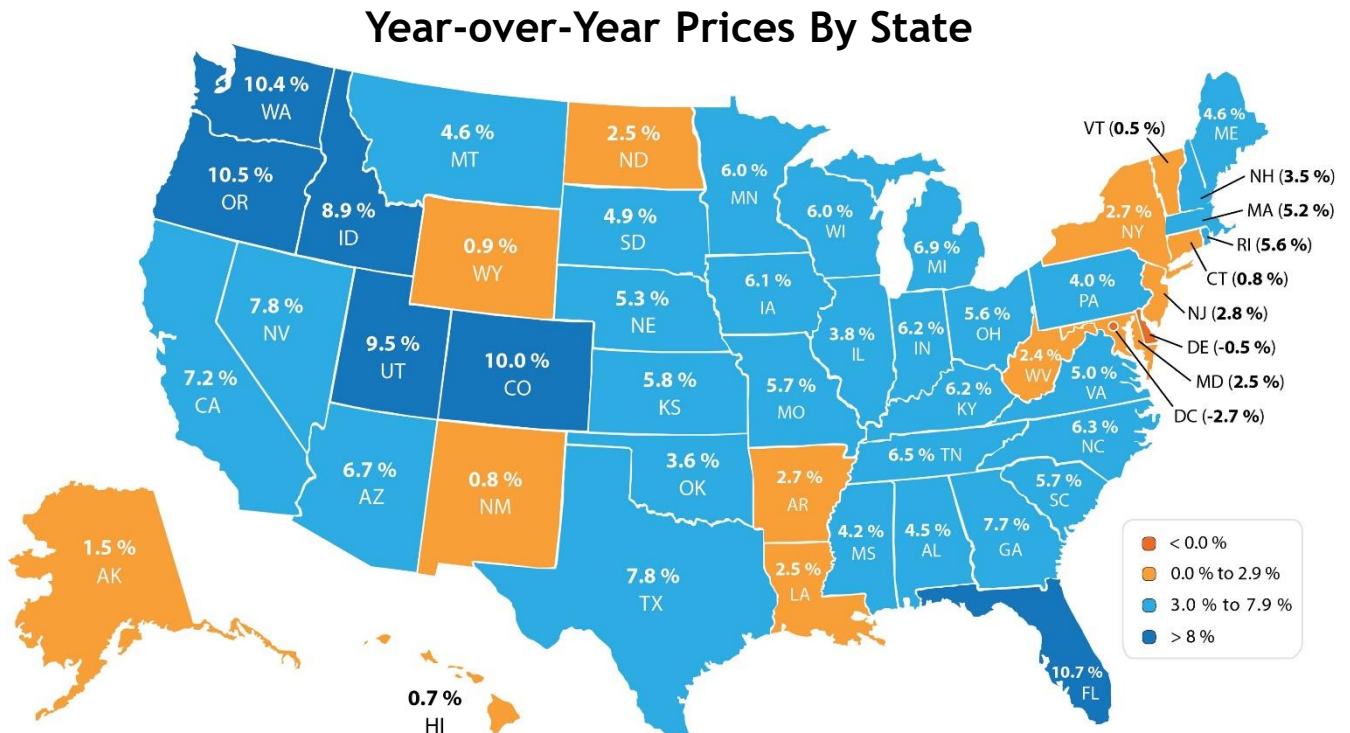 Year-over-Year Prices By State
10.4 %
WA
10.5 %
OR
8.9 %
ID
4.6 %
MT
2.5 %
ND
6.0 %
MN
4.9 %
SD
0.9 %
WY
6.0 %
WI
6.9 %
MI
7.8 %
NV
7.2 %
CA
9.5 %
UT
10.0 %
CO
5.3 %
NE
6.1 %
IA
3.8 %
IL
6.2 %
IN
5.6 %
OH
5.8 %
KS
5.7 %
MO
6.2 %
KY
2.4 %
WV
5.0 %
VA
4.0 %
PA
2.7 %
NY
4.6 %
ME
VT (0.5 %)
NH (3.5 %)
MA (5.2 %)
RI (5.6 %)
CT (0.8 %)
NJ (2.8 %)
DE (-0.5 %)
MD (2.5 %)
DC (-2.7 %)
6.7 %
AZ
0.8 %
NM
3.6 %
OK
2.7 %
AR
6.5 % TN
6.3 %
NC
5.7 %
SC
7.8 %
TX
2.5 %
LA
4.2 %
MS
4.5 %
AL
7.7 %
GA
10.7 %
FL
1.5 %
AK
0.7 %
HI
< 0.0 %
0.0 % to 2.9 %
3.0 % to 7.9 %
> 8 %